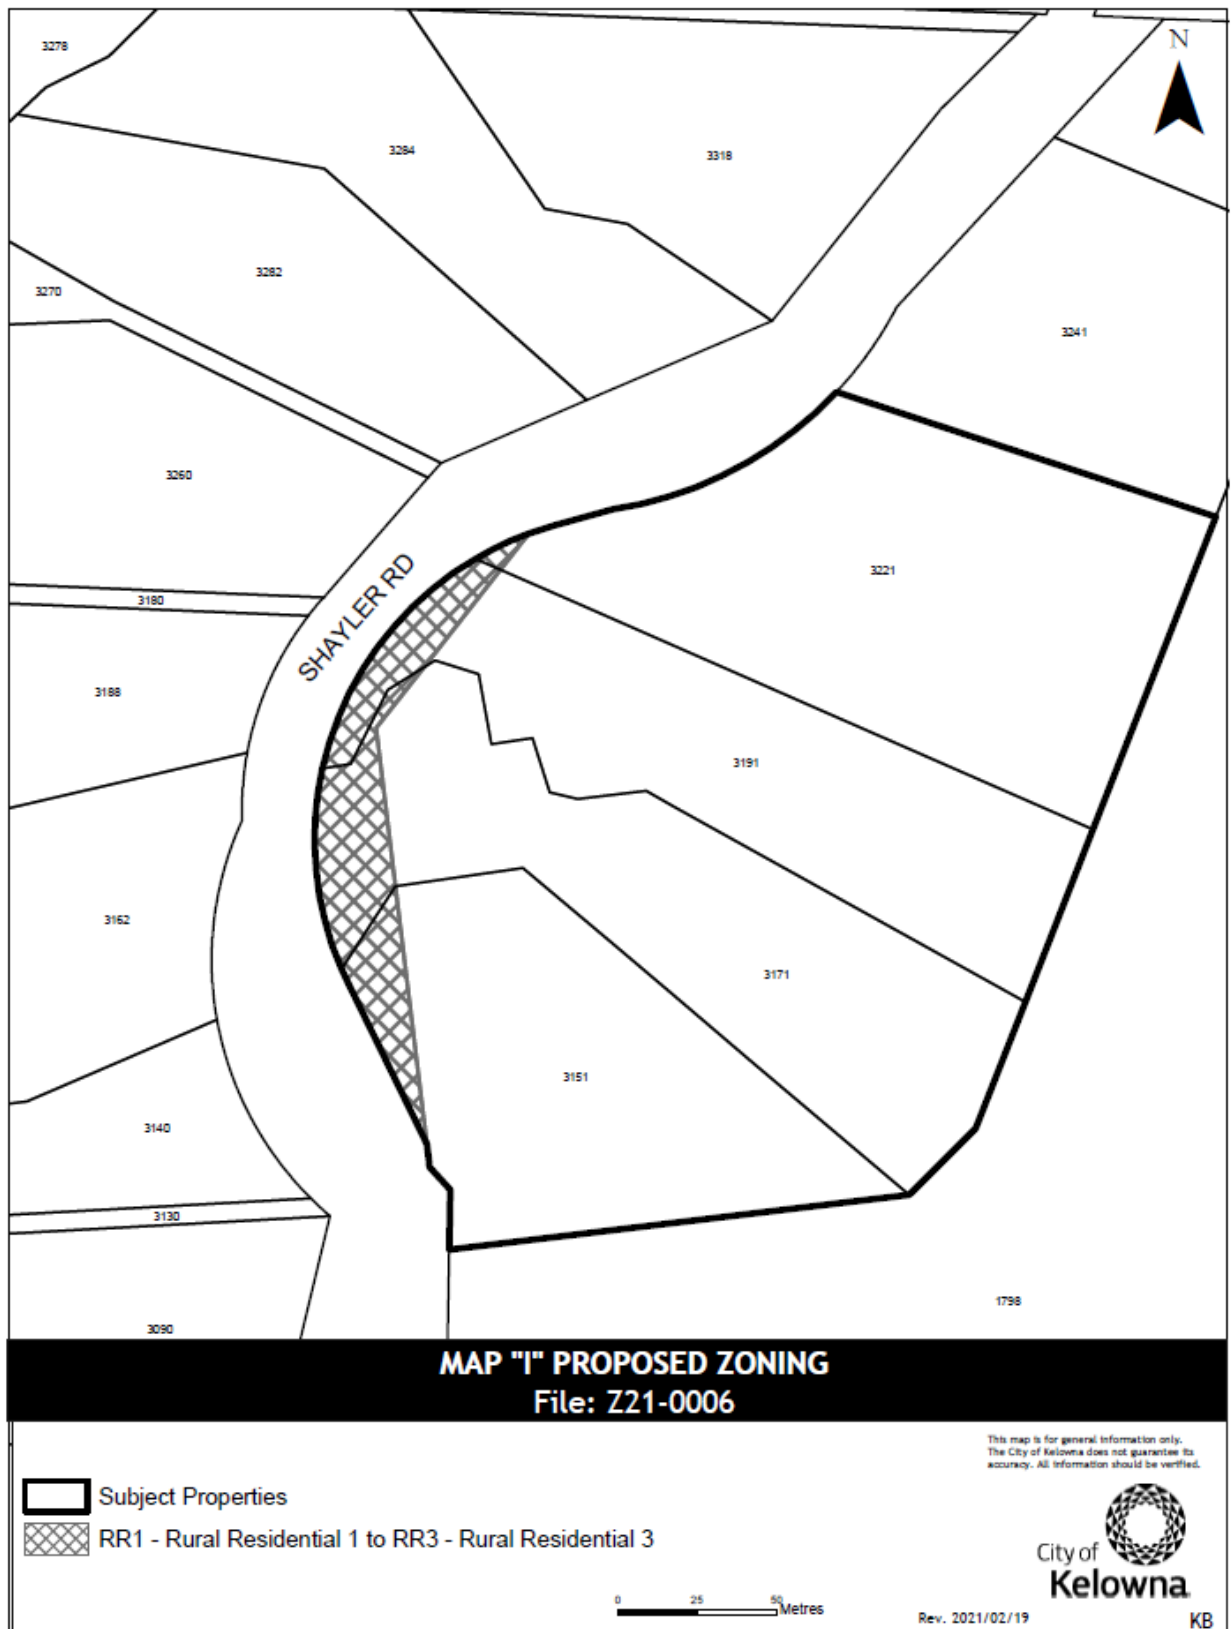 N
3278
3284
3318
3282
3270
3241
3260
3221
SHAYLER RD
3180
3188
3191
3162
3171
3151
3140
3130
1798
3090
MAP "I" PROPOSED ZONING
File: Z21-0006
This map is for general information only.
The City of Kelowna does not guarantee its
accuracy. All information should be verified.
Subject Properties
RR1 - Rural Residential 1 to RR3 - Rural Residential 3
City of
Kelowna
0 25 50 Metres
Rev. 2021/02/19
KB